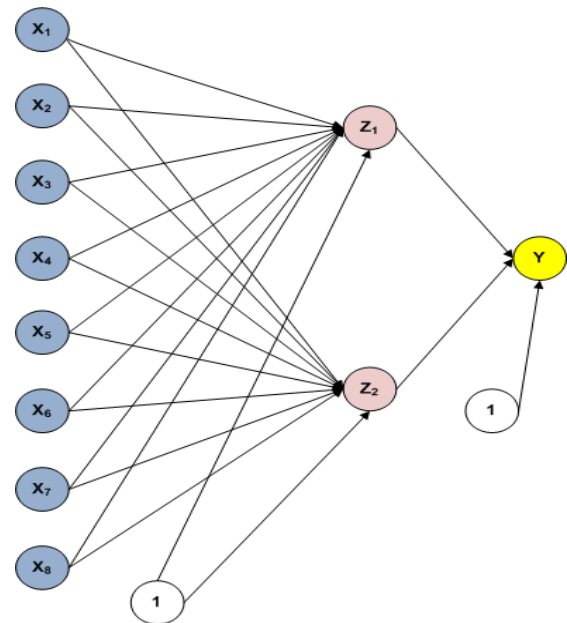 X₁
X₂
X₃
X₄
X₅
X₆
X₇
X₈
1
Z₁
Z₂
1
Y